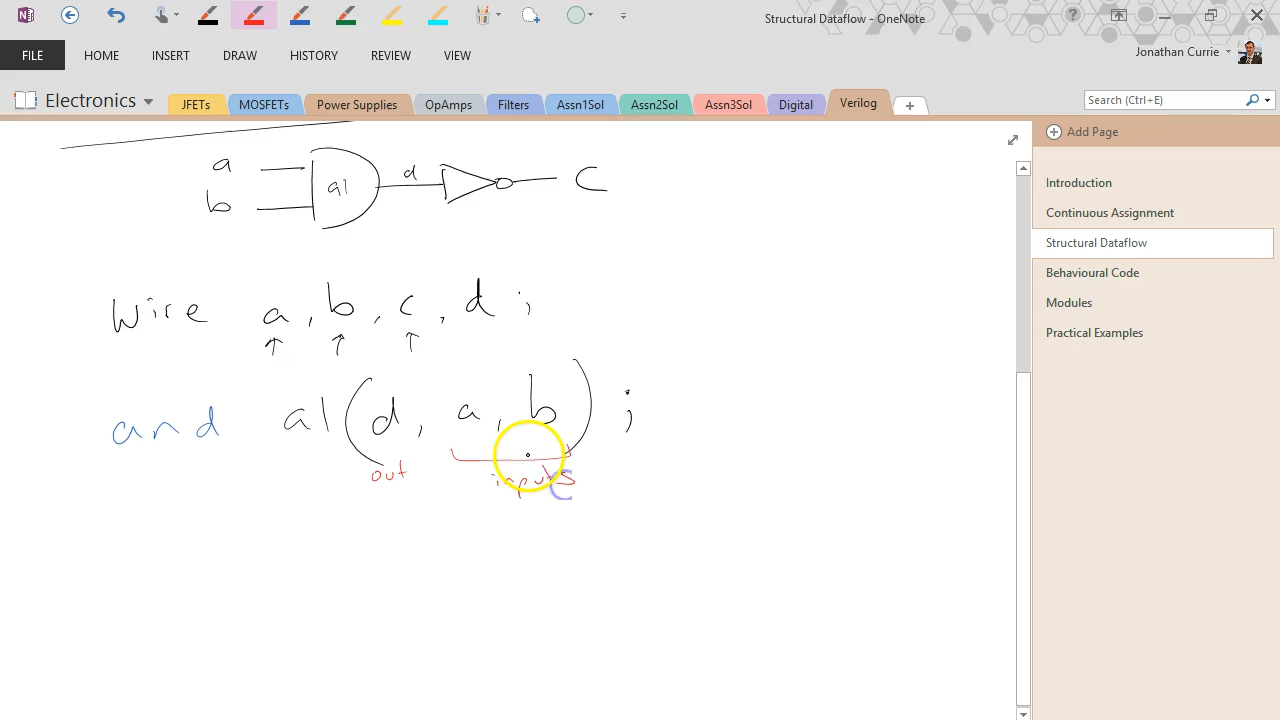 Structural Dataflow - OneNote
?
FILE
HOME
INSERT
DRAW
HISTORY
REVIEW
VIEW
Jonathan Currie
Electronics
JFETs
MOSFETs
Power Supplies
OpAmps
Filters
Assn1Sol
Assn2Sol
Assn3Sol
Digital
Verilog
+
Search (Ctrl+E)
Add Page
Introduction
Continuous Assignment
Structural Dataflow
Behavioural Code
Modules
Practical Examples
a
b
a1
d
C
Wire a, b, c, d;
and a1(d, a, b);
out inputs